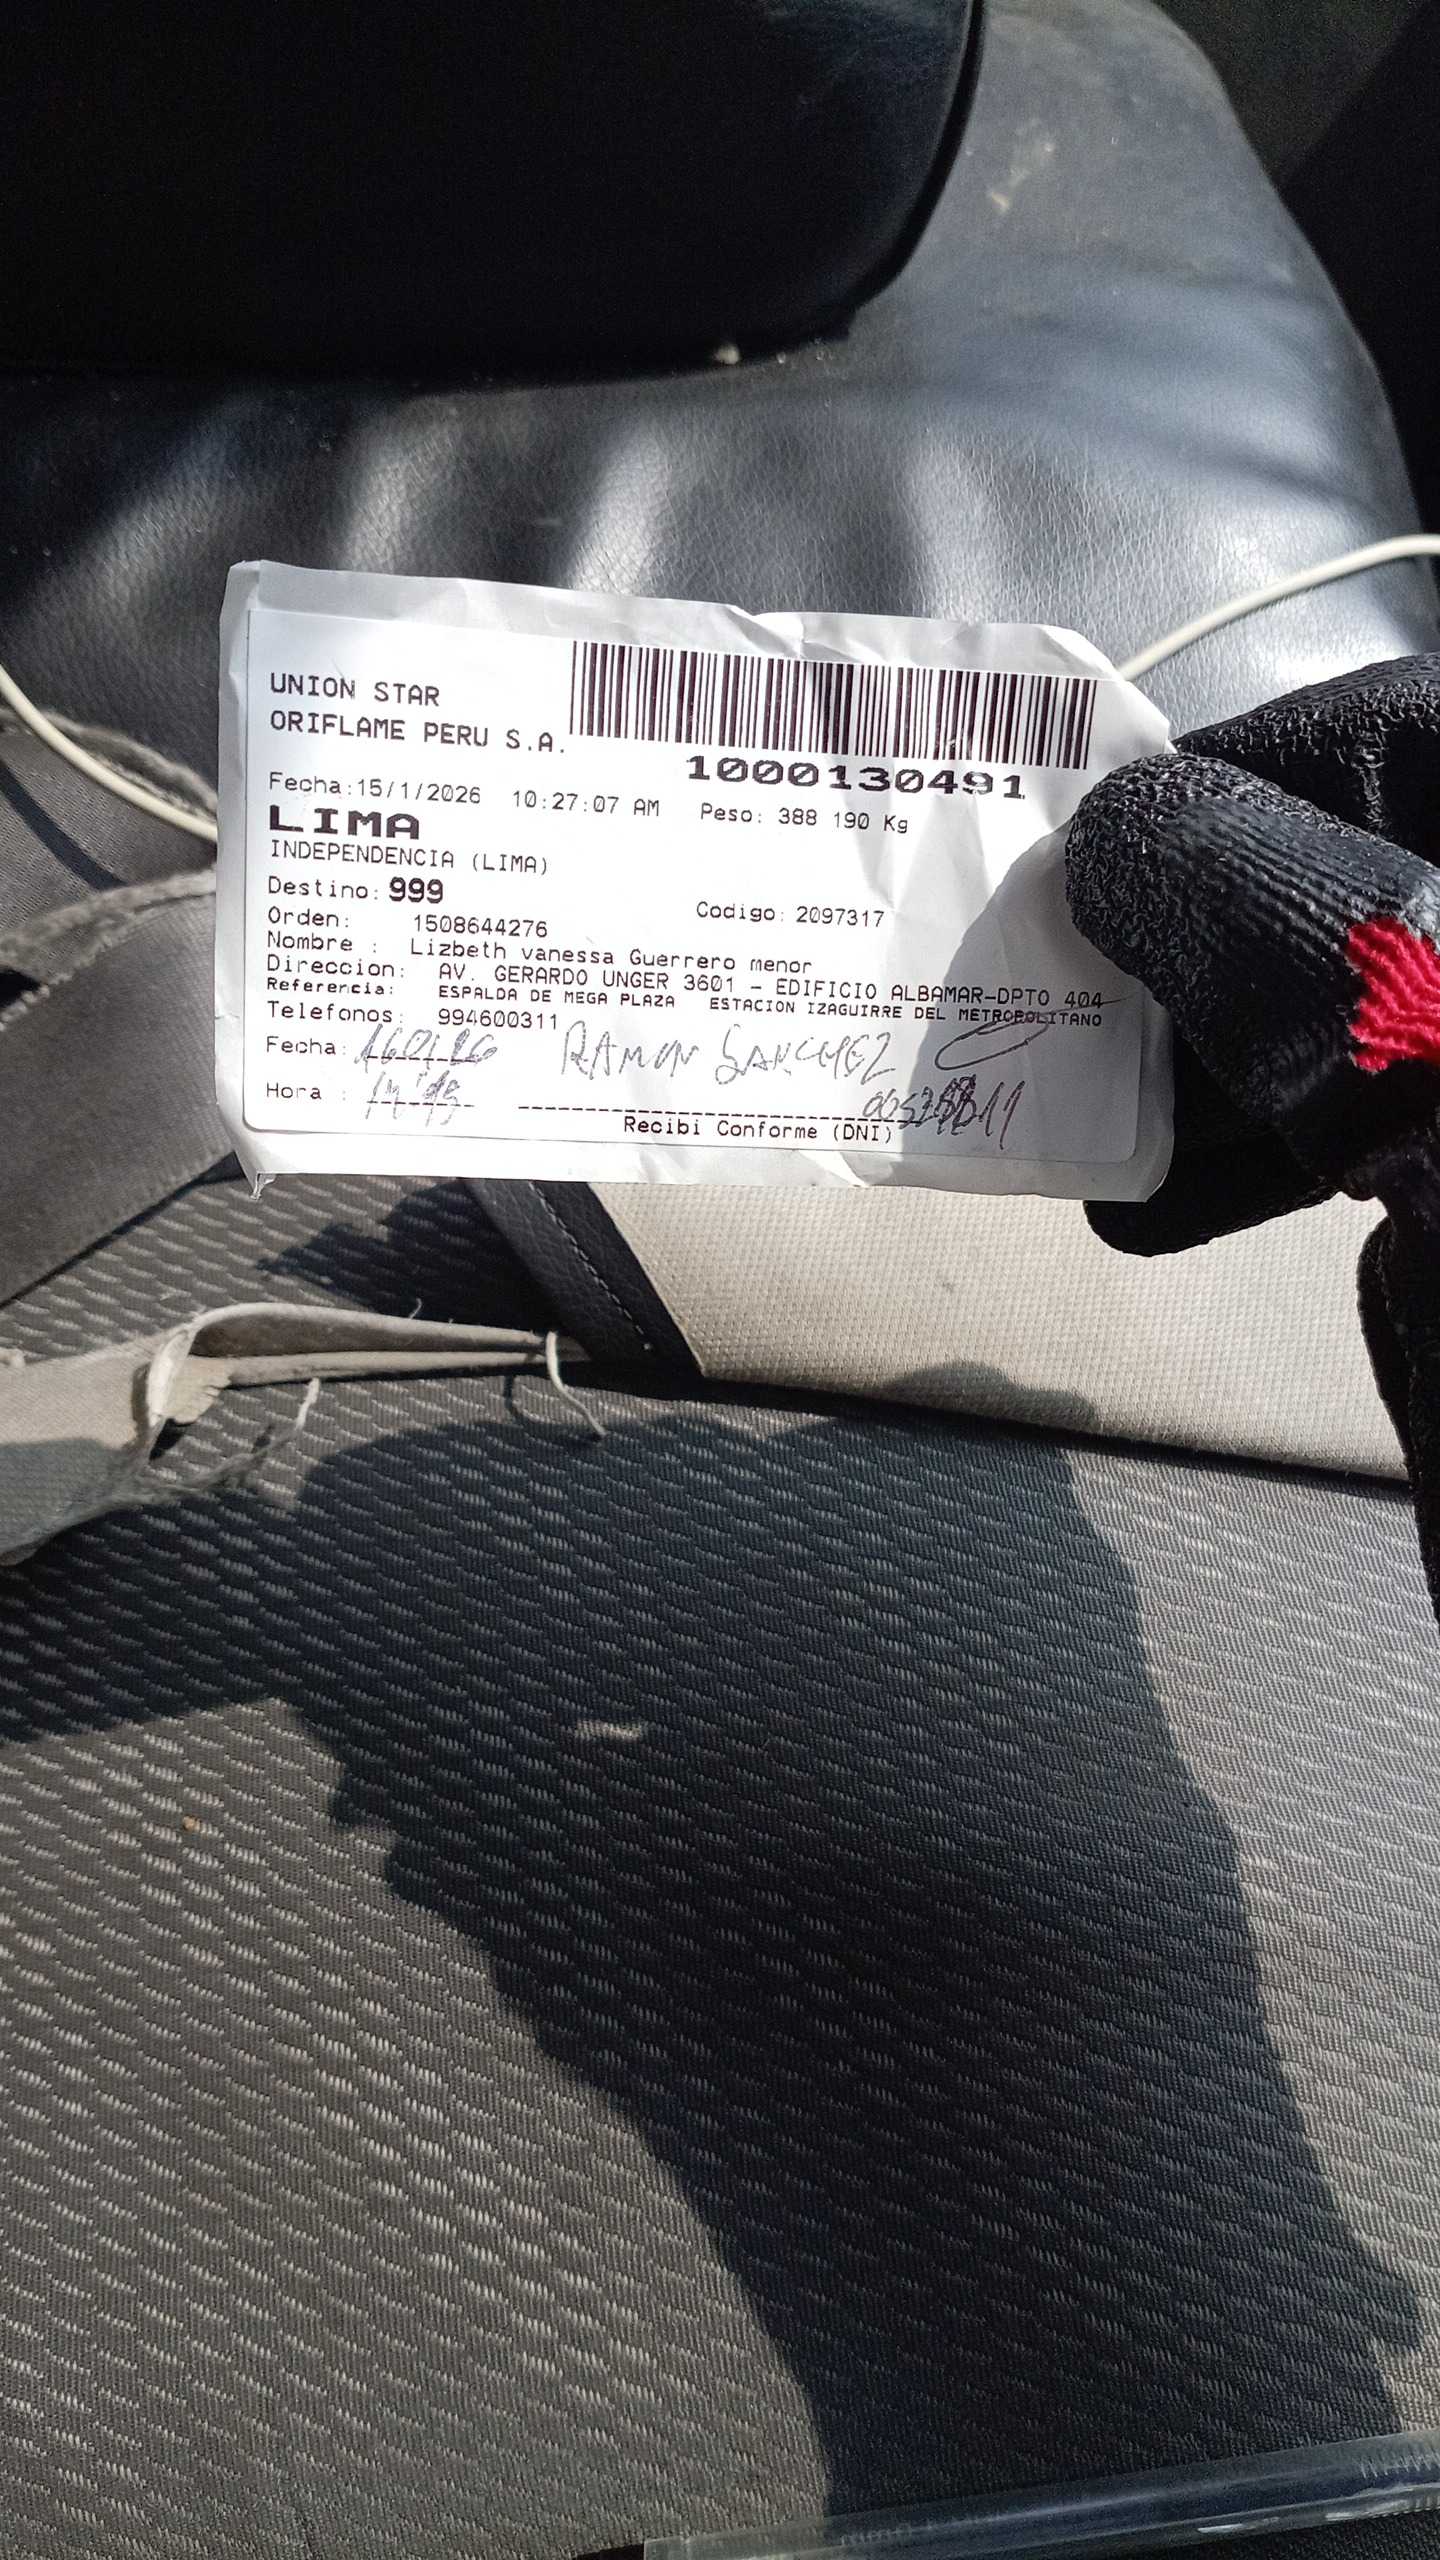 UNION STAR
ORIFLAME PERU S.A.
1000130491
Fecha:15/1/2026 10:27:07 AM Peso: 388 190 Kg
LIMA
INDEPENDENCIA (LIMA)
Destino: 999
Codigo: 2097317
Orden: 1508644276
Nombre : Lizbeth vanessa Guerrero menor
Direccion: AV. GERARDO UNGER 3601 - EDIFICIO ALBAMAR-DPTO 404
Referencia: ESPALDA DE MEGA PLAZA ESTACION IZAGUIRRE DEL METROPOLITANO
Telefonos: 994600311
Fecha: RAMON SANCHEZ
Hora :
Recibi Conforme (DNI)